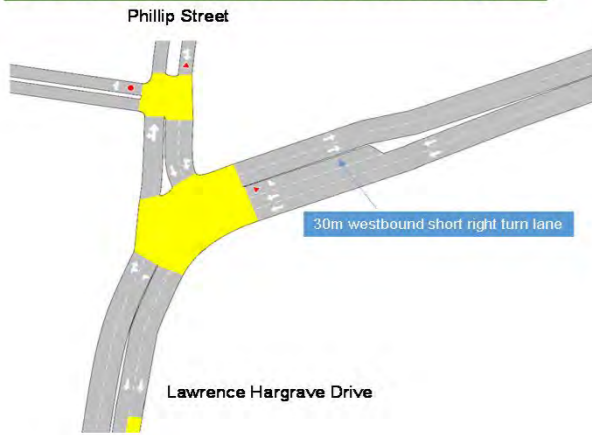 Phillip Street
30m westbound short right turn lane
Lawrence Hargrave Drive